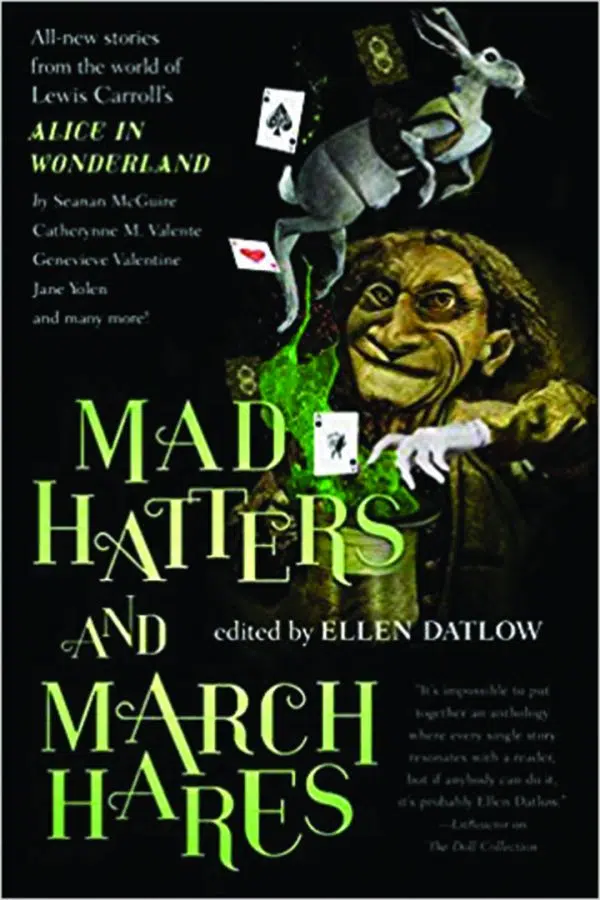 All-new stories
from the world of
Lewis Carroll's
ALICE IN
WONDERLAND
by Seanan McGuire
Catherynne M. Valente
Genevieve Valentine
Jane Yolen
and many more!
MAD
HATTERS
AND
edited by ELLEN DATLOW
MARCH
HARES
"It's impossible to put
together an anthology
where every single story
resonates with a reader,
but if anybody can do it,
it's probably Ellen Datlow."
—LitReactor on
The Doll Collection